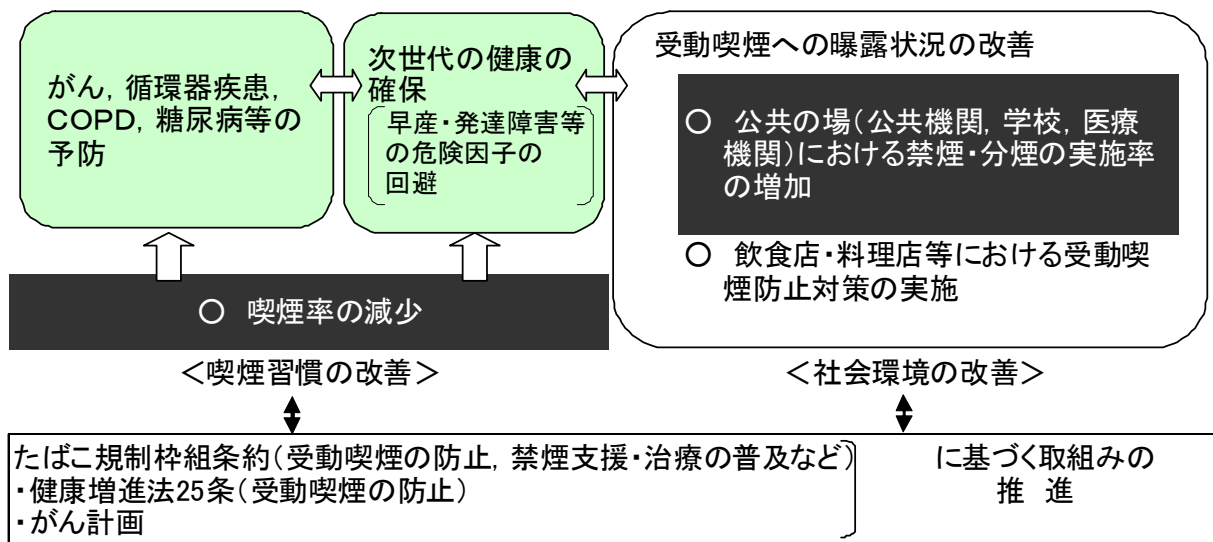 がん，循環器疾患，
ＣＯＰＤ，糖尿病等の
予防
次世代の健康の
確保
早産・発達障害等
の危険因子の
回避
○　喫煙率の減少
＜喫煙習慣の改善＞
受動喫煙への曝露状況の改善
○　公共の場（公共機関，学校，医療
機関）における禁煙・分煙の実施率
の増加
○　飲食店・料理店等における受動喫
煙防止対策の実施
＜社会環境の改善＞
たばこ規制枠組条約（受動喫煙の防止，禁煙支援・治療の普及など）
・健康増進法25条（受動喫煙の防止）
・がん計画
に基づく取組みの
推　進